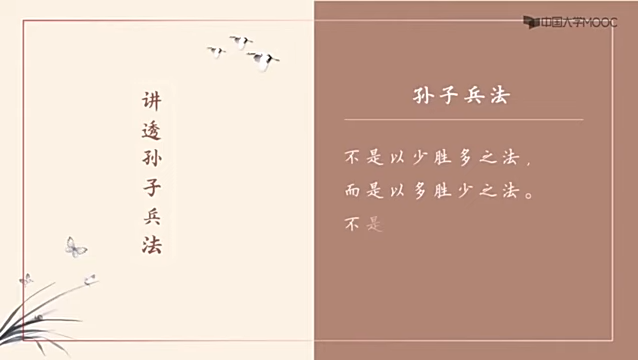 中国大学MOOC
讲透孙子兵法
孙子兵法
不是以少胜多之法，
而是以多胜少之法。
不是